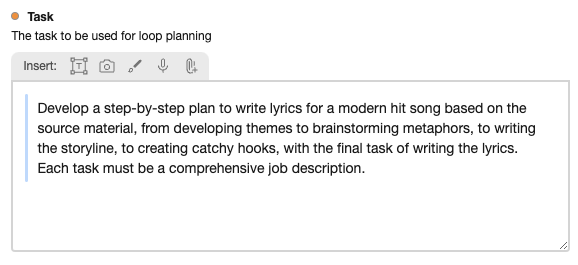 Task
The task to be used for loop planning
Insert:
Develop a step-by-step plan to write lyrics for a modern hit song based on the
source material, from developing themes to brainstorming metaphors, to writing
the storyline, to creating catchy hooks, with the final task of writing the lyrics.
Each task must be a comprehensive job description.